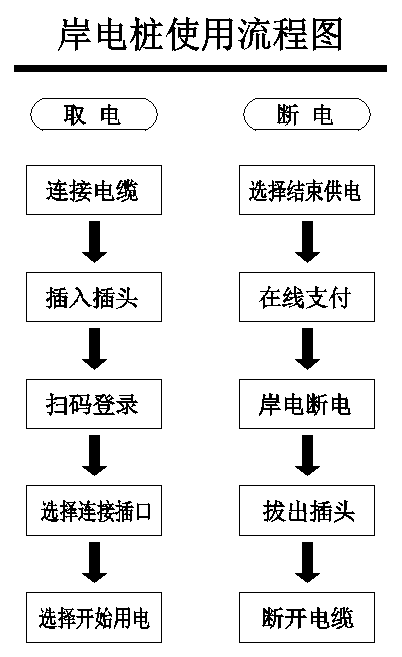 岸电桩使用流程图
取 电
连接电缆
插入插头
扫码登录
选择连接插口
选择开始用电
断 电
选择结束供电
在线支付
岸电断电
拔出插头
断开电缆